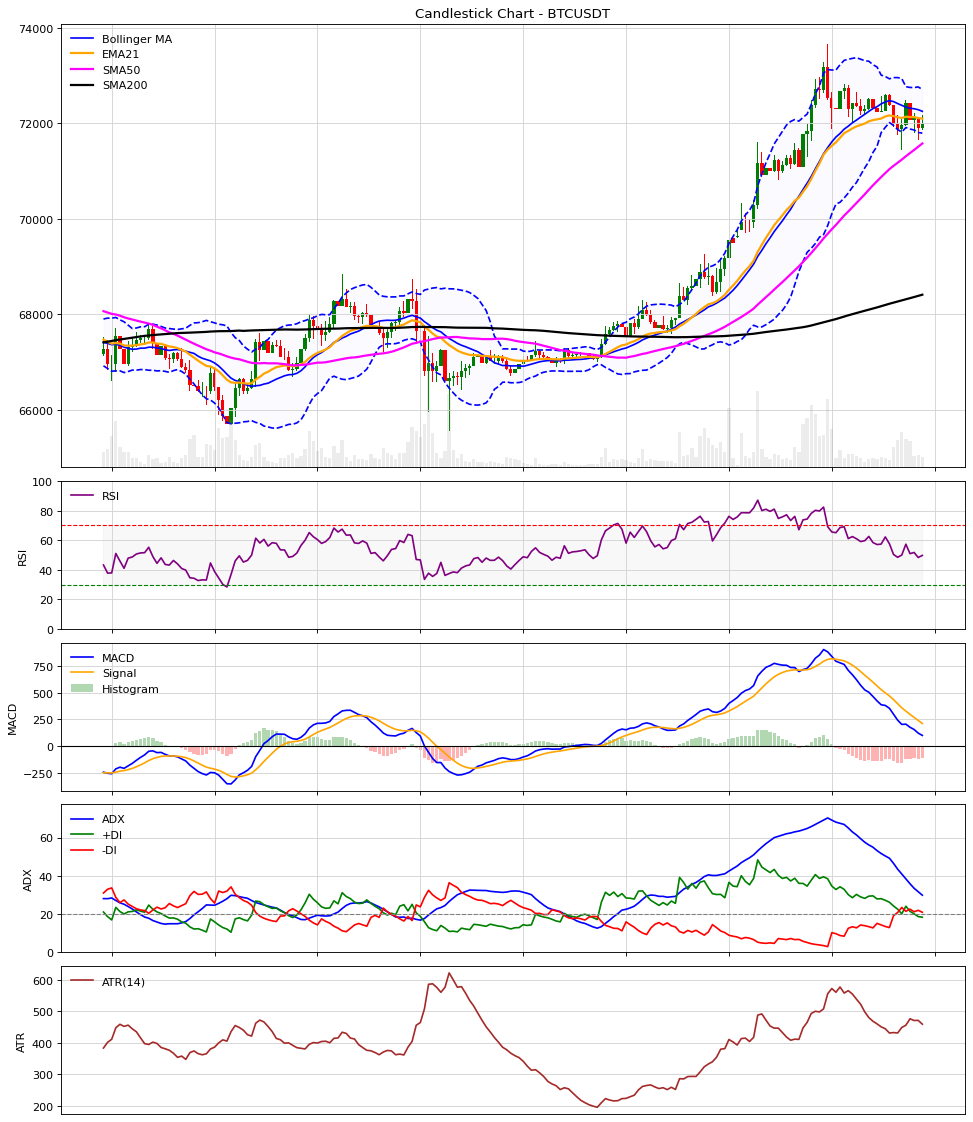 Candlestick Chart - BTCUSDT
74000
72000
70000
68000
66000
Bollinger MA
EMA21
SMA50
SMA200
100
80
60
40
20
0
RSI
RSI
750
500
250
0
−250
MACD
MACD
Signal
Histogram
60
40
20
0
ADX
ADX
+DI
-DI
600
500
400
300
200
ATR
ATR(14)